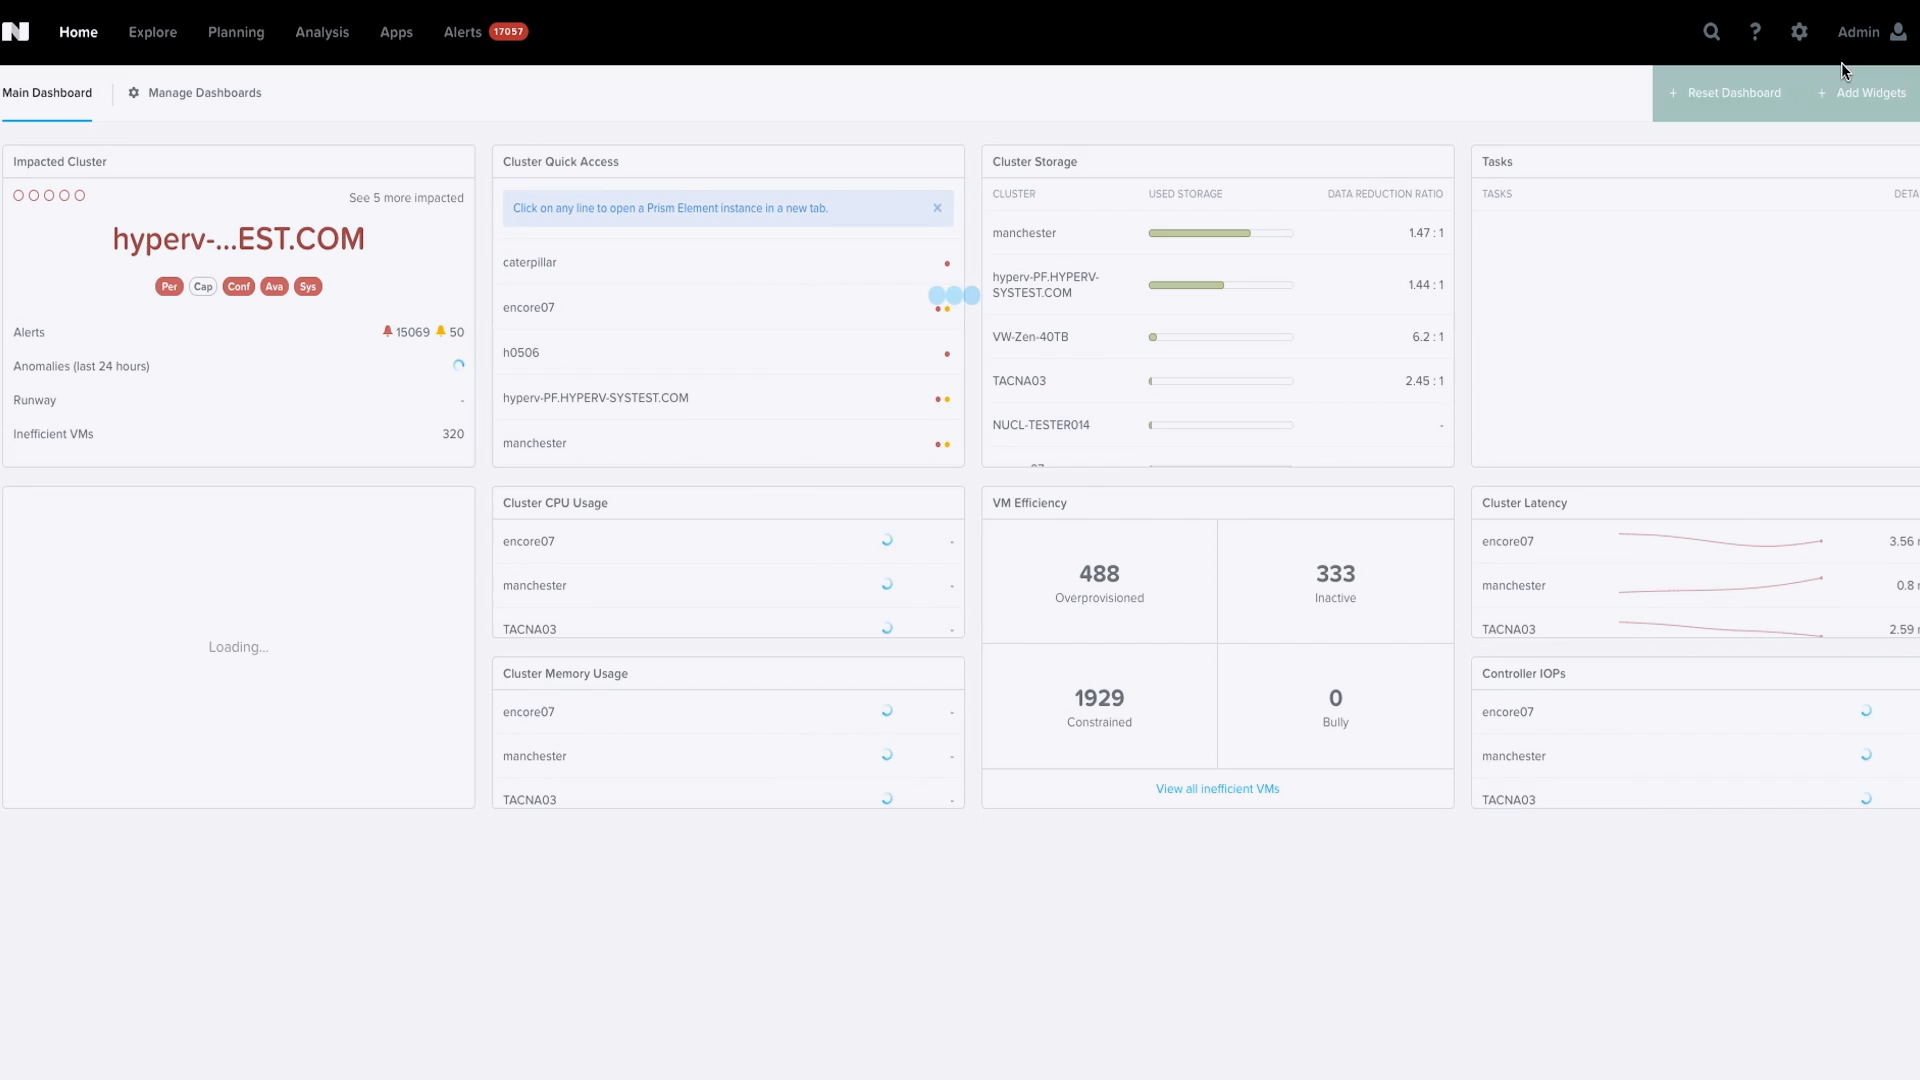 Home Explore Planning Analysis Apps Alerts 17057 ? Admin
Main Dashboard Manage Dashboards + Reset Dashboard + Add Widgets
Impacted Cluster
See 5 more impacted
hyperv-...EST.COM
Per Cap Conf Ava Sys
Alerts 15069 50
Anomalies (last 24 hours)
Runway -
Inefficient VMs 320
Cluster Quick Access
Click on any line to open a Prism Element instance in a new tab. ×
caterpillar
encore07
h0506
hyperv-PF.HYPERV-SYSTEST.COM
manchester
Cluster Storage
CLUSTER USED STORAGE DATA REDUCTION RATIO
manchester 1.47 : 1
hyperv-PF.HYPERV-
SYSTEST.COM 1.44 : 1
VW-Zen-40TB 6.2 : 1
TACNA03 2.45 : 1
NUCL-TESTER014 -
Tasks
TASKS DETA
Loading...
Cluster CPU Usage
encore07 -
manchester -
TACNA03 -
Cluster Memory Usage
encore07 -
manchester -
TACNA03 -
VM Efficiency
488
Overprovisioned
333
Inactive
1929
Constrained
0
Bully
View all inefficient VMs
Cluster Latency
encore07 3.56
manchester 0.8
TACNA03 2.59
Controller IOPs
encore07
manchester
TACNA03